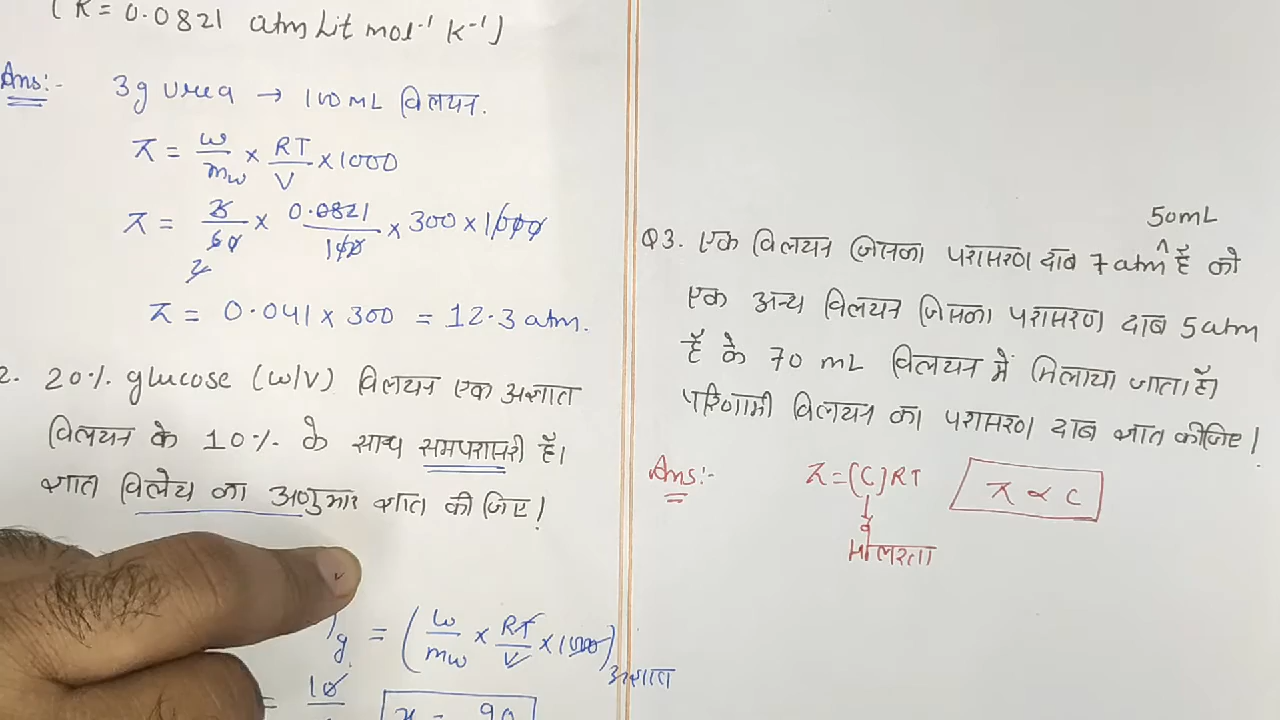 ( R = 0.0821 atm Lit mol⁻¹ K⁻¹)
Ans:- 3g urea → 100 mL विलयन.
π = w/mw × RT/V × 1000
π = 3/60 × 0.0821/100 × 300 × 1000
2
π = 0.041 × 300 = 12.3 atm.
2. 20% glucose (w/v) विलयन एक अज्ञात
विलयन के 10% के साथ समपरासरी है।
ज्ञात विलेय का अणुभार ज्ञात कीजिए!
g = (w/mw × RT/V × 1000)अज्ञात
= 10
90
50mL
Q3. एक विलयन जिसका परासरण दाब 7 atm ^ है को
एक अन्य विलयन जिसका परासरण दाब 5 atm
है के 70 mL विलयन में मिलाया जाता है।
परिणामी विलयन का परासरण दाब ज्ञात कीजिए!
Ans:- π = (C)RT π ∝ C
मोलरता